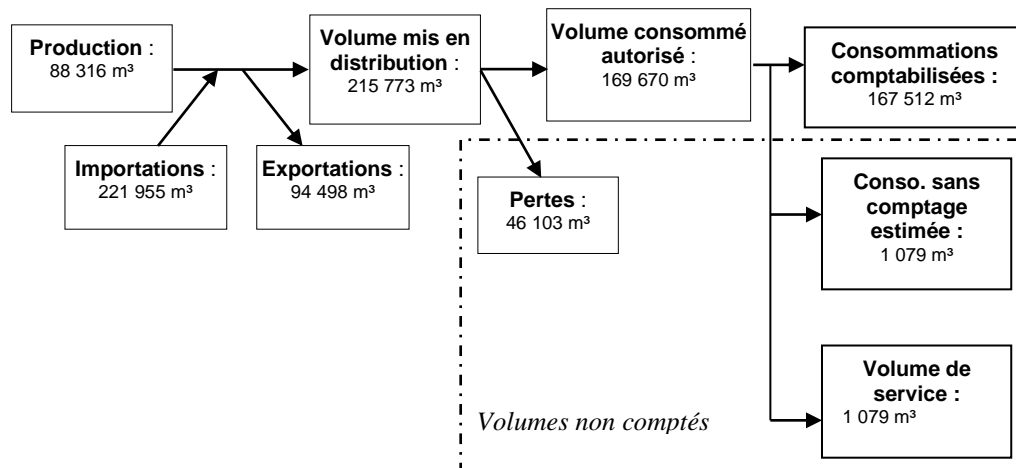 Production :
88 316 m³
Volume mis en
distribution :
215 773 m³
Volume consommé
autorisé :
169 670 m³
Consommations
comptabilisées :
167 512 m³
Importations :
221 955 m³
Exportations :
94 498 m³
Pertes :
46 103 m³
Conso. sans
comptage
estimée :
1 079 m³
Volume de
service :
1 079 m³
Volumes non comptés